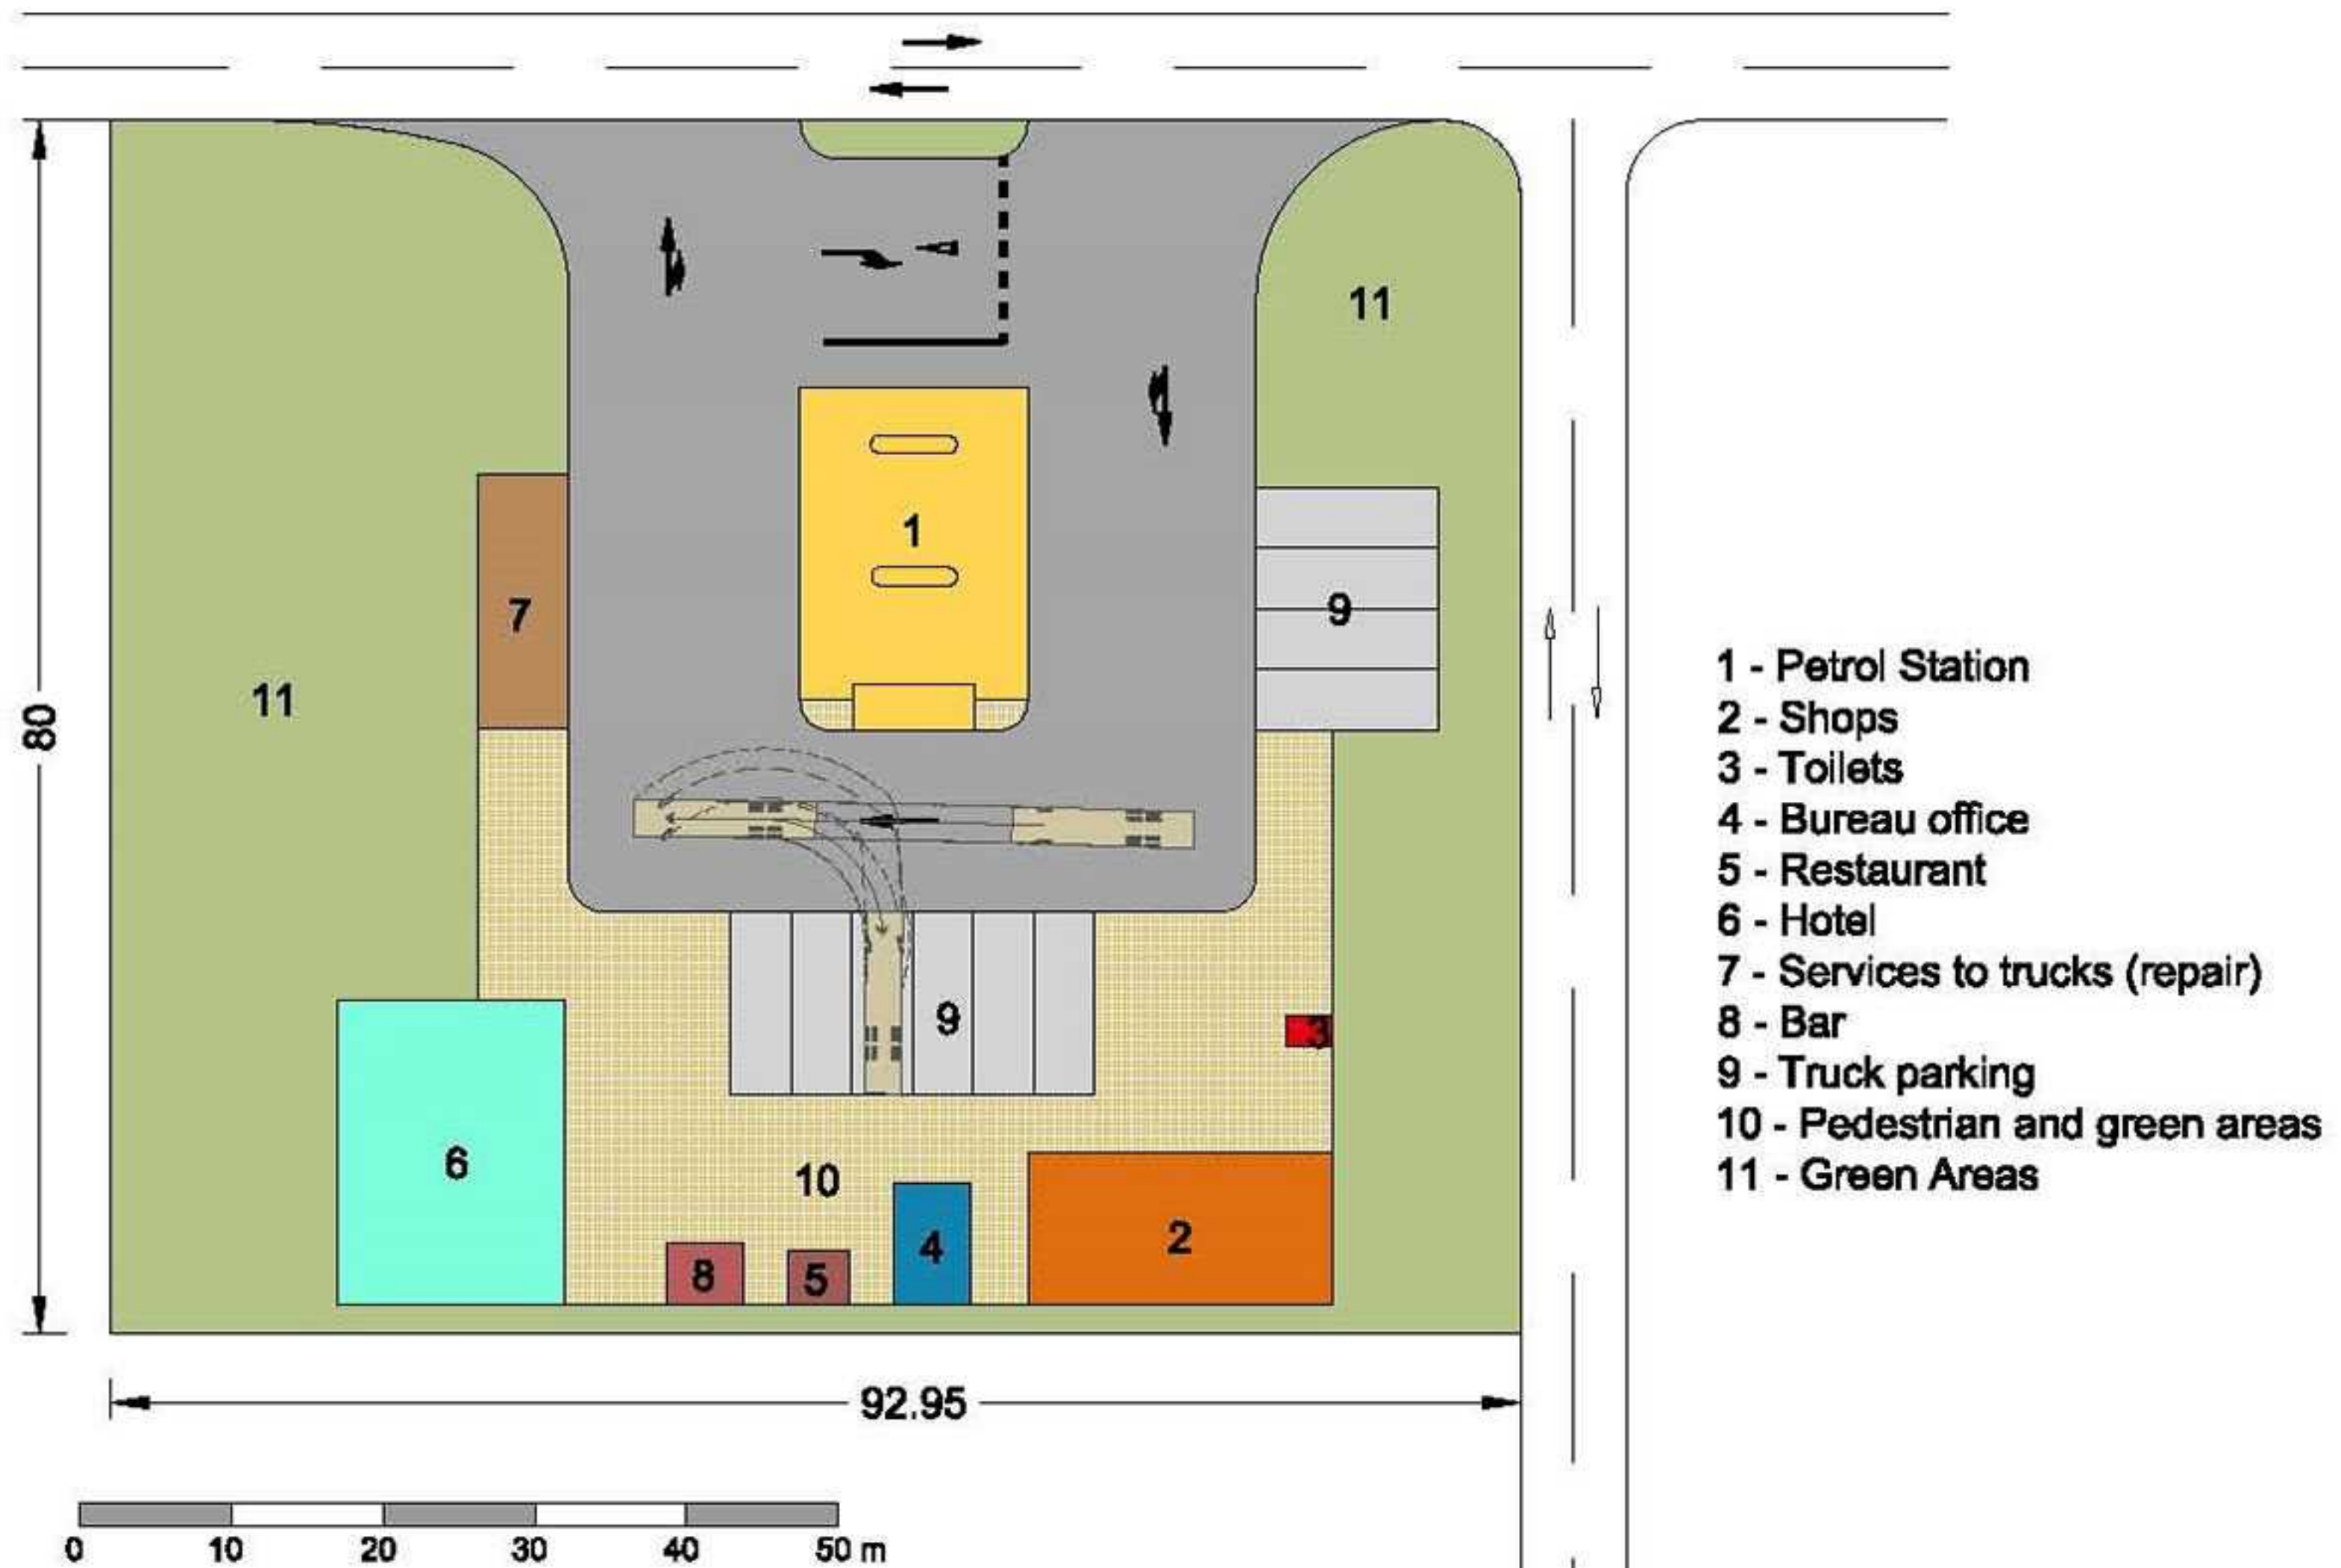 11
1
7
9
11
80
9
3
6
10
2
4
8
5
92.95
0 10 20 30 40 50 m
1 - Petrol Station
2 - Shops
3 - Toilets
4 - Bureau office
5 - Restaurant
6 - Hotel
7 - Services to trucks (repair)
8 - Bar
9 - Truck parking
10 - Pedestrian and green areas
11 - Green Areas